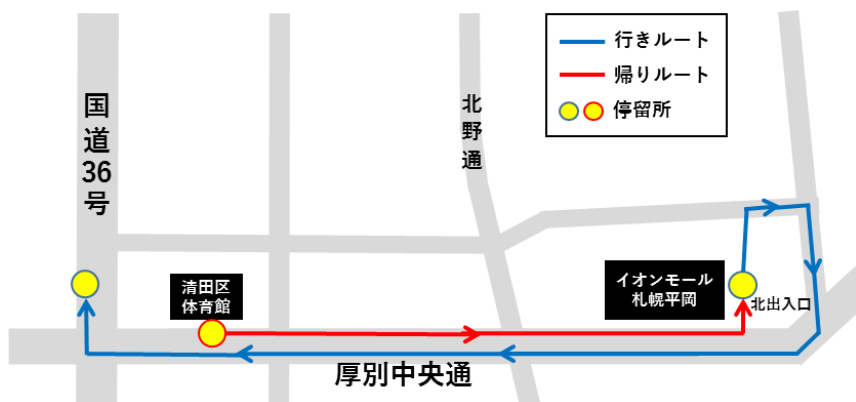 行きルート
帰りルート
停留所
国道36号
北野通
清田区
体育館
イオンモール
札幌平岡
北出入口
厚別中央通